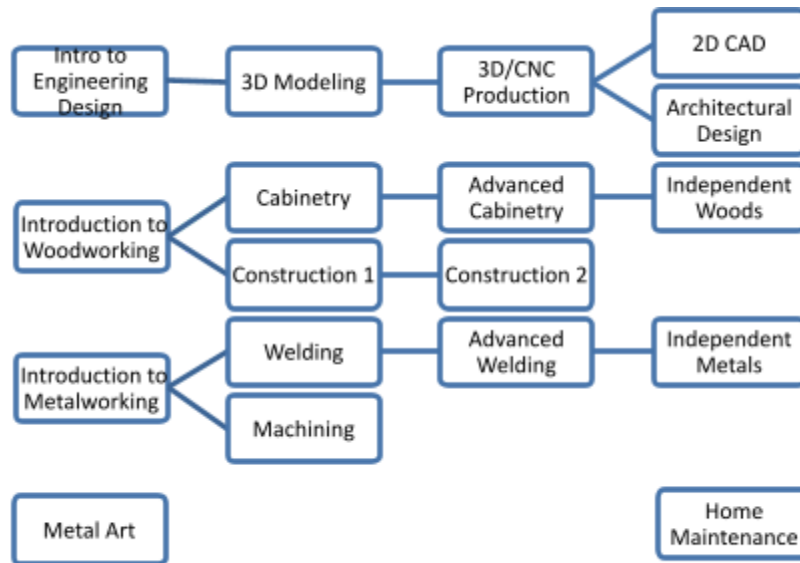 Intro to
Engineering
Design
3D Modeling
3D/CNC
Production
2D CAD
Architectural
Design
Introduction to
Woodworking
Cabinetry
Advanced
Cabinetry
Independent
Woods
Construction 1
Construction 2
Introduction to
Metalworking
Welding
Advanced
Welding
Independent
Metals
Machining
Metal Art
Home
Maintenance